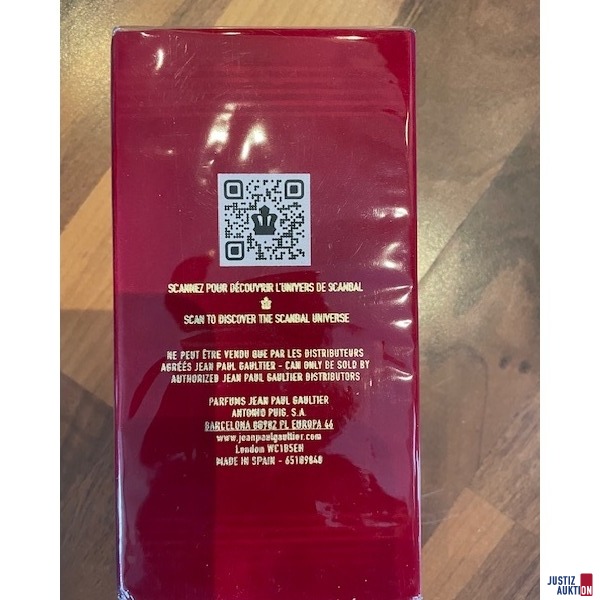 SCANNEZ POUR DÉCOUVRIR L'UNIVERS DE SCANDAL
SCAN TO DISCOVER THE SCANDAL UNIVERSE
NE PEUT ÊTRE VENDU QUE PAR LES DISTRIBUTEURS
AGRÉÉS JEAN PAUL GAULTIER - CAN ONLY BE SOLD BY
AUTHORIZED JEAN PAUL GAULTIER DISTRIBUTORS
PARFUMS JEAN PAUL GAULTIER
ANTONIO PUIG, S.A.
BARCELONA 08902 PL EUROPA 46
www.jeanpaulgaultier.com
London WC1B5EH
MADE IN SPAIN - 65189848
JUSTIZ
AUKTION